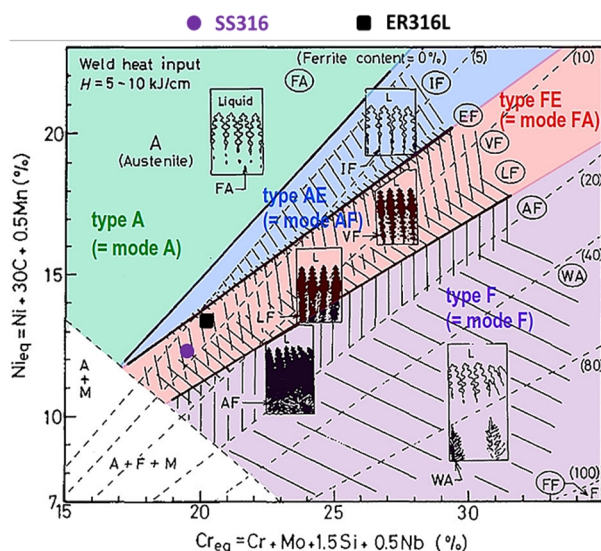 SS316 ER316L
Weld heat input
H = 5~10 kJ/cm
(Ferrite content=0%)
(5)
(10)
FA
IF
Liquid
L
A
(Austenite)
FA
IF
EF
VF
LF
AF
type FE
(= mode FA)
(20)
type AE
(= mode AF)
L
VF
type A
(= mode A)
L
LF
(40)
WA
type F
(= mode F)
L
L
AF
(80)
A
+
M
A+F+M
WA
FF
(100)
F
20
15
10
7
15
20
25
30
35
Nieq = Ni + 30C + 0.5Mn (%)
Creq = Cr + Mo + 1.5Si + 0.5Nb (%)